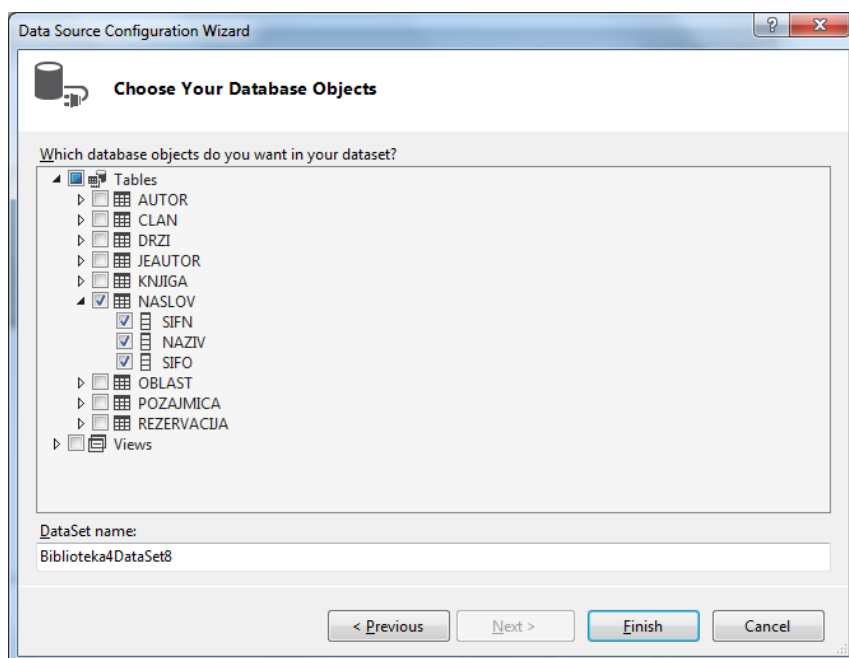 Data Source Configuration Wizard
?
Choose Your Database Objects
Which database objects do you want in your dataset?
Tables
AUTOR
CLAN
DRZI
JEAUTOR
KNJIGA
NASLOV
SIFN
NAZIV
SIFO
OBLAST
POZAJMICA
REZERVACIJA
Views
DataSet name:
Biblioteka4DataSet8
< Previous Next > Finish Cancel